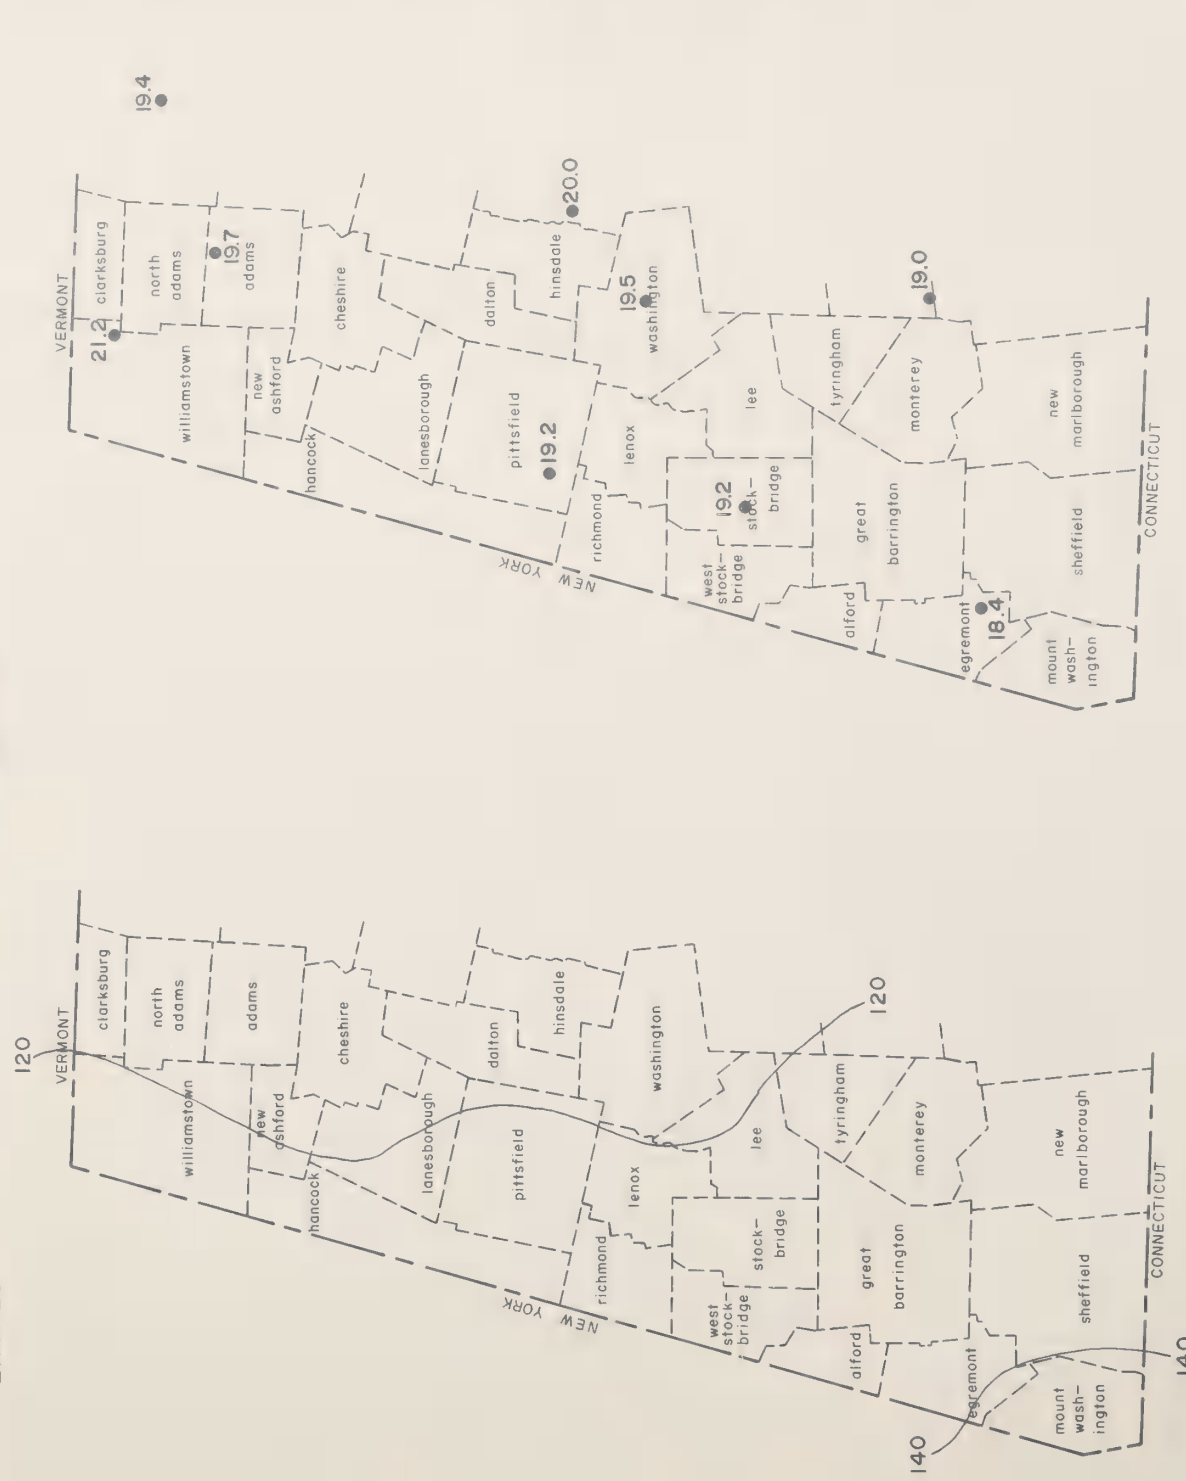 19.4
VERMONT
clarksburg
21.2
north
adams
19.7
adams
williamstown
new
ashford
cheshire
hancock
lanesborough
dalton
hinsdale
20.0
pittsfield
19.2
NEW YORK
richmond
lenox
19.5
washington
west
stock-
bridge
19.2
stock-
bridge
lee
tyringham
19.0
monterey
alford
great
barrington
egremont
18.4
mount
wash-
ington
sheffield
new
marlborough
CONNECTICUT
120
VERMONT
clarksburg
north
adams
adams
williamstown
new
ashford
cheshire
hancock
lanesborough
dalton
hinsdale
pittsfield
NEW YORK
richmond
lenox
washington
120
west
stock-
bridge
stock-
bridge
lee
tyringham
monterey
alford
great
barrington
egremont
140
mount
wash-
ington
sheffield
new
marlborough
CONNECTICUT
140